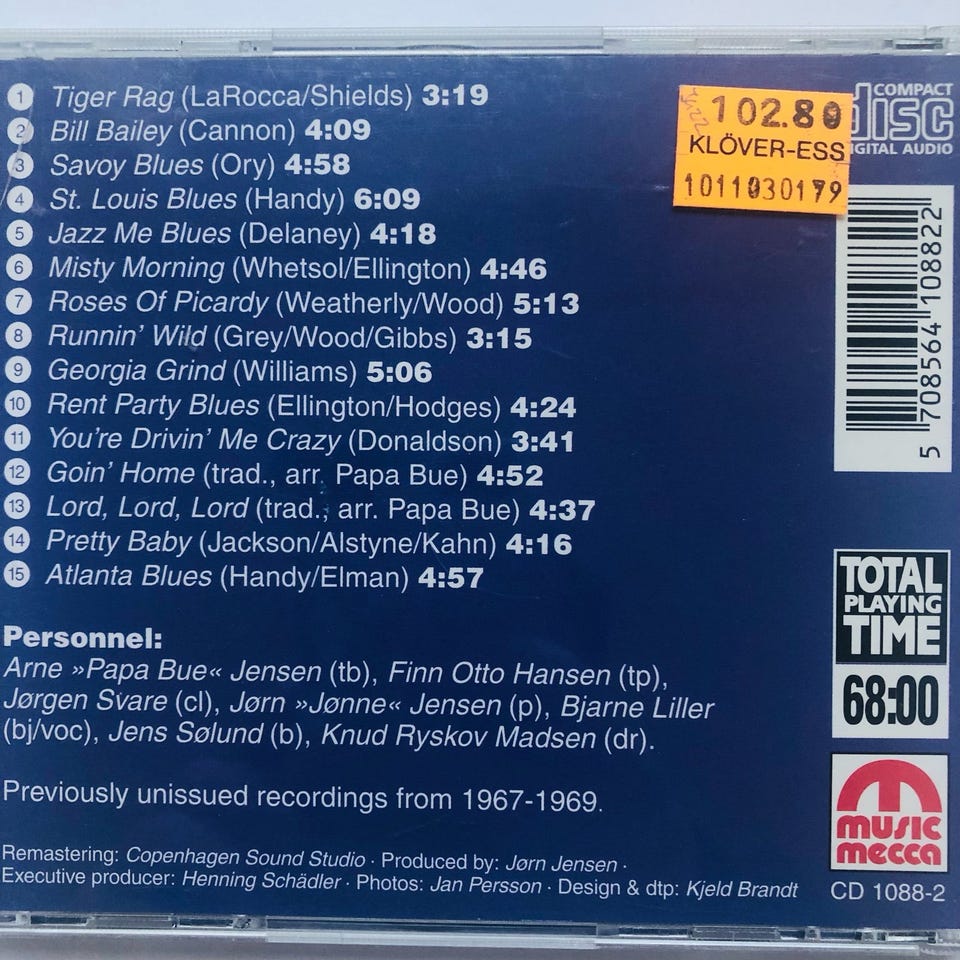 1 Tiger Rag (LaRocca/Shields) 3:19
2 Bill Bailey (Cannon) 4:09
3 Savoy Blues (Ory) 4:58
4 St. Louis Blues (Handy) 6:09
5 Jazz Me Blues (Delaney) 4:18
6 Misty Morning (Whetsol/Ellington) 4:46
7 Roses Of Picardy (Weatherly/Wood) 5:13
8 Runnin' Wild (Grey/Wood/Gibbs) 3:15
9 Georgia Grind (Williams) 5:06
10 Rent Party Blues (Ellington/Hodges) 4:24
11 You're Drivin' Me Crazy (Donaldson) 3:41
12 Goin' Home (trad., arr. Papa Bue) 4:52
13 Lord, Lord, Lord (trad., arr. Papa Bue) 4:37
14 Pretty Baby (Jackson/Alstyne/Kahn) 4:16
15 Atlanta Blues (Handy/Elman) 4:57
Personnel:
Arne »Papa Bue« Jensen (tb), Finn Otto Hansen (tp),
Jørgen Svare (cl), Jørn »Jønne« Jensen (p), Bjarne Liller
(bj/voc), Jens Sølund (b), Knud Ryskov Madsen (dr).
Previously unissued recordings from 1967-1969.
Remastering: Copenhagen Sound Studio · Produced by: Jørn Jensen ·
Executive producer: Henning Schädler · Photos: Jan Persson · Design & dtp: Kjeld Brandt
102.80
KLÖVER-ESS
1011030179
COMPACT
disc
DIGITAL AUDIO
5 708564 108822
TOTAL
PLAYING
TIME
68:00
music
mecca
CD 1088-2